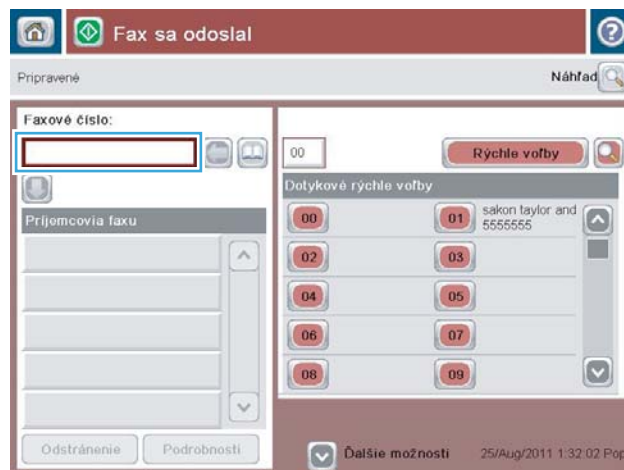 Fax sa odoslal
Pripravené
Náhľad
Faxové číslo:
00
Rýchle voľby
Dotykové rýchle voľby
Príjemcovia faxu
00
01
sakon taylor and
5555555
02
03
04
05
06
07
08
09
Odstránenie
Podrobnosti
Ďalšie možnosti
25/Aug/2011 1:32:02 Pop